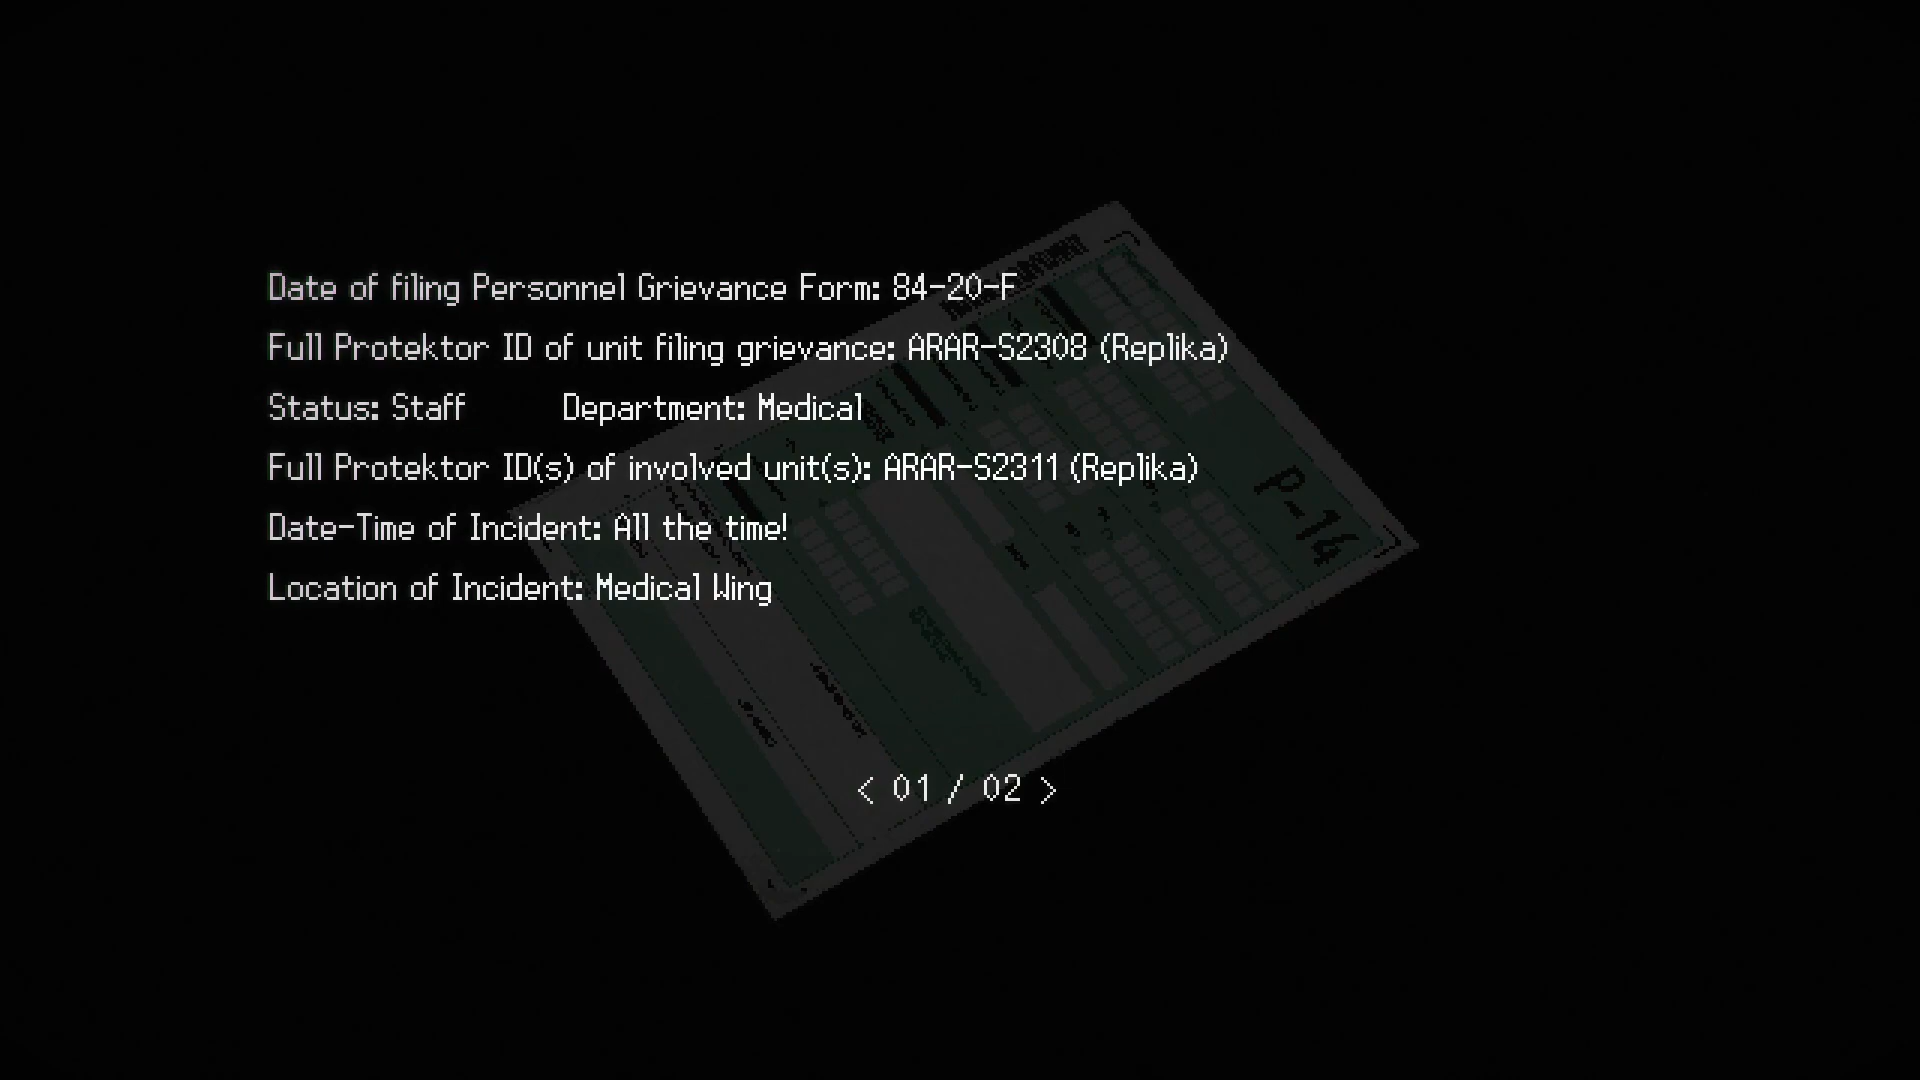 Date of filing Personnel Grievance Form: 84-20-F
Full Protektor ID of unit filing grievance: ARAR-S2308 (Replika)
Status: Staff Department: Medical
Full Protektor ID(s) of involved unit(s): ARAR-S2311 (Replika)
Date-Time of Incident: All the time!
Location of Incident: Medical Wing
P-14
< 01 / 02 >